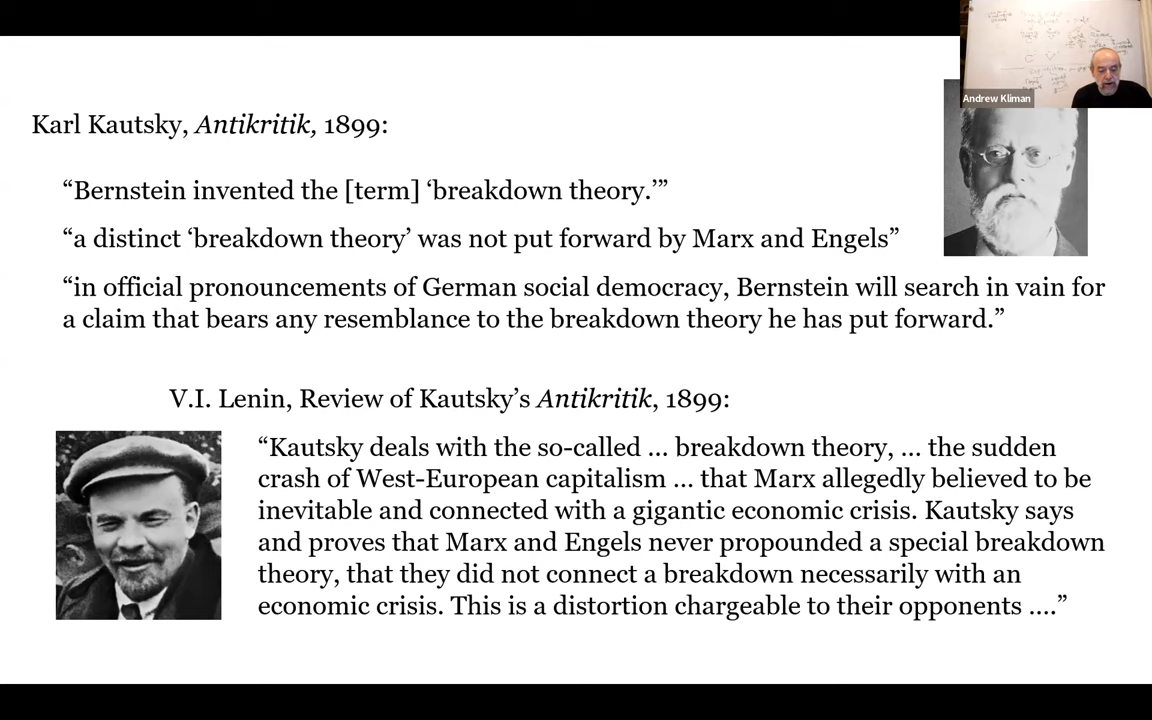 Andrew Kliman
Karl Kautsky, Antikritik, 1899:
“Bernstein invented the [term] ‘breakdown theory.’”
“a distinct ‘breakdown theory’ was not put forward by Marx and Engels”
“in official pronouncements of German social democracy, Bernstein will search in vain for
a claim that bears any resemblance to the breakdown theory he has put forward.”
V.I. Lenin, Review of Kautsky’s Antikritik, 1899:
“Kautsky deals with the so-called ... breakdown theory, ... the sudden
crash of West-European capitalism ... that Marx allegedly believed to be
inevitable and connected with a gigantic economic crisis. Kautsky says
and proves that Marx and Engels never propounded a special breakdown
theory, that they did not connect a breakdown necessarily with an
economic crisis. This is a distortion chargeable to their opponents ....”